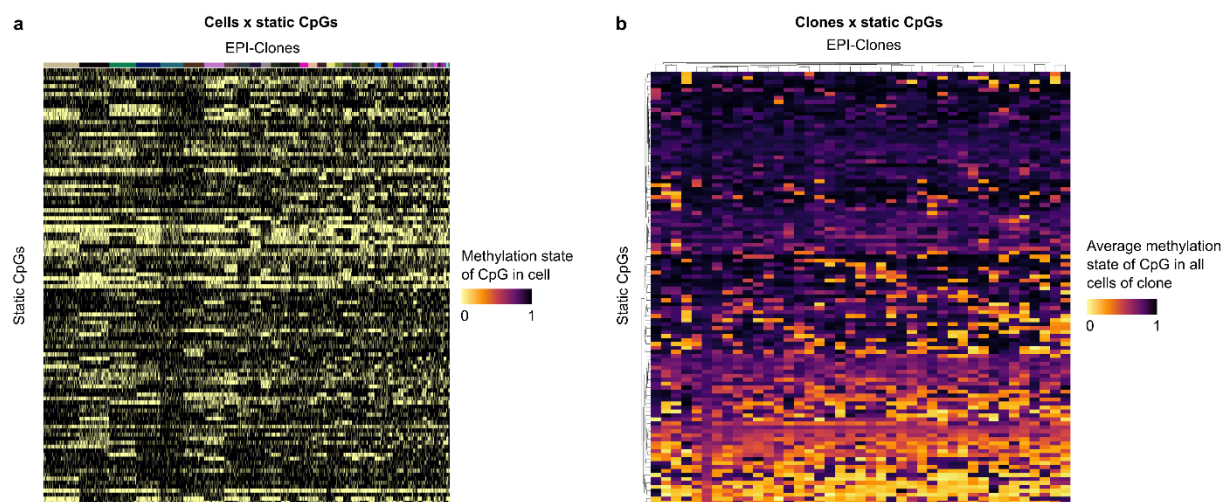 a
Cells x static CpGs
EPI-Clones
Static CpGs
Methylation state
of CpG in cell
0 1
b
Clones x static CpGs
EPI-Clones
Static CpGs
Average methylation
state of CpG in all
cells of clone
0 1